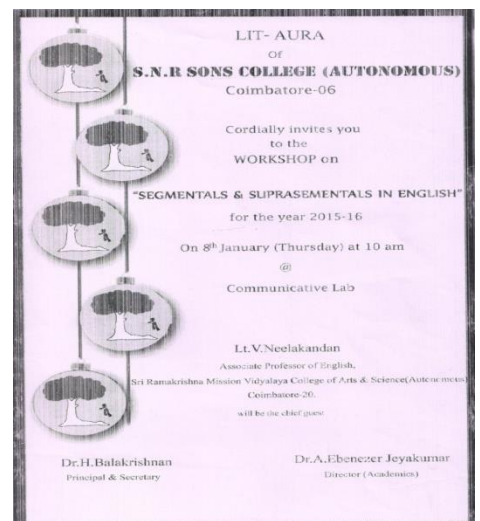 LIT- AURA
Of
S.N.R SONS COLLEGE (AUTONOMOUS)
Coimbatore-06
Cordially invites you
to the
WORKSHOP on
"SEGMENTALS & SUPRASEMENTALS IN ENGLISH"
for the year 2015-16
On 8th January (Thursday) at 10 am
@
Communicative Lab
Lt.V.Neelakandan
Associate Professor of English,
Sri Ramakrishna Mission Vidyalaya College of Arts & Science(Autonomous)
Coimbatore-20.
will be the chief guest
Dr.H.Balakrishnan
Principal & Secretary
Dr.A.Ebenezer Jeyakumar
Director (Academics)